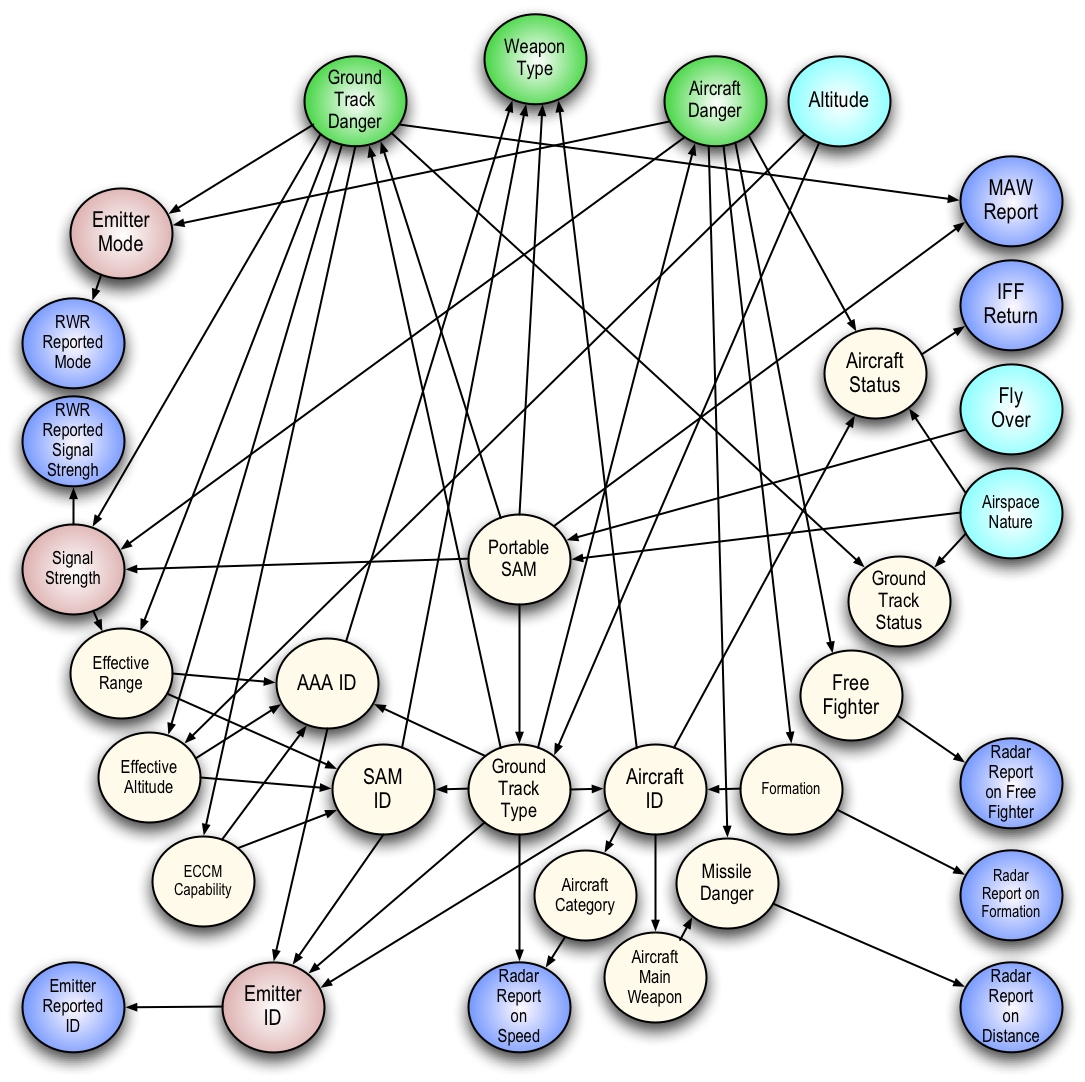 Weapon
Type
Ground
Track
Danger
Aircraft
Danger
Altitude
MAW
Report
Emitter
Mode
IFF
Return
RWR
Reported
Mode
Aircraft
Status
Fly
Over
RWR
Reported
Signal
Strengh
Airspace
Nature
Signal
Strength
Portable
SAM
Ground
Track
Status
Effective
Range
AAA ID
Free
Fighter
Effective
Altitude
SAM
ID
Ground
Track
Type
Aircraft
ID
Formation
Radar
Report
on Free
Fighter
ECCM
Capability
Aircraft
Category
Missile
Danger
Radar
Report on
Formation
Aircraft
Main
Weapon
Emitter
Reported
ID
Emitter
ID
Radar
Report
on
Speed
Radar
Report
on
Distance